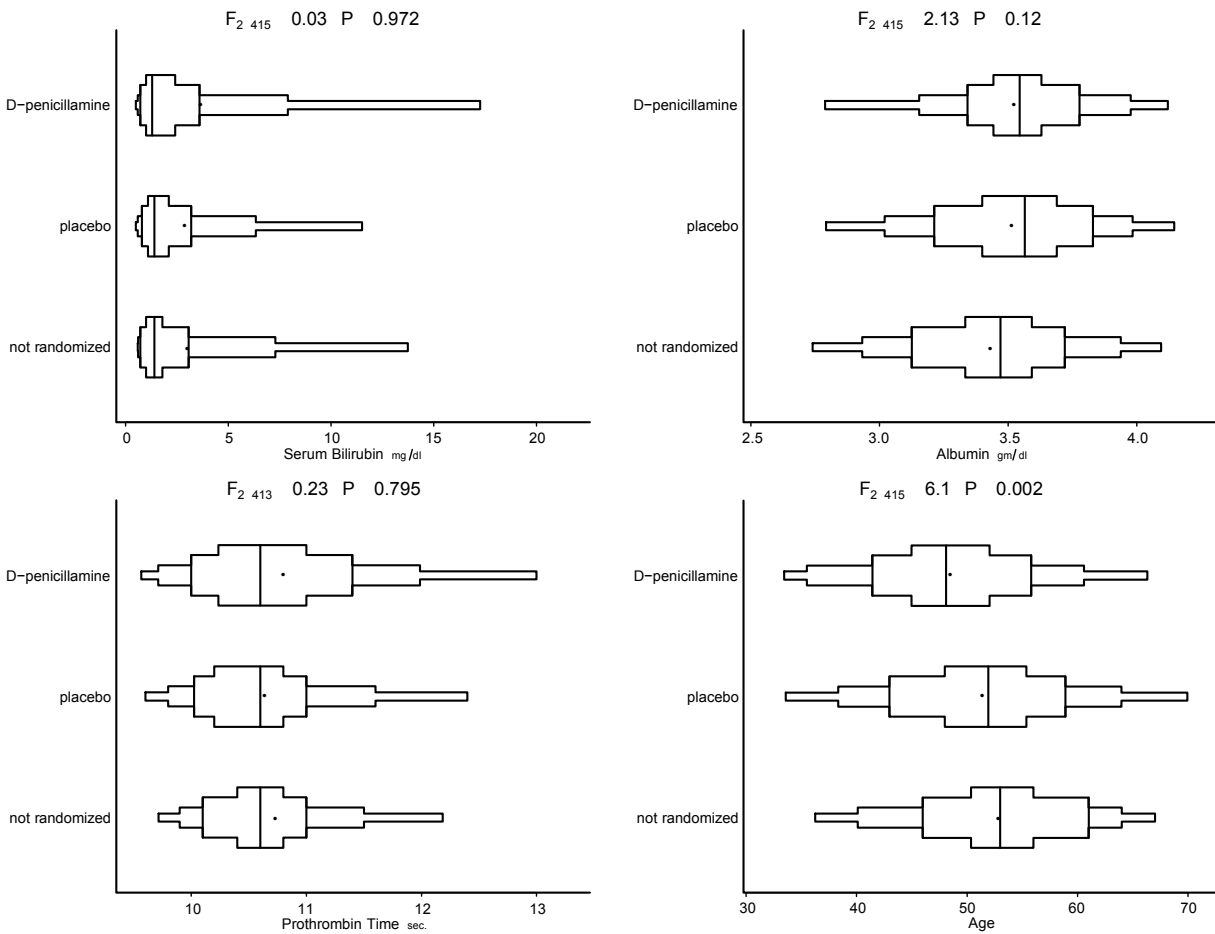 F2 415 0.03 P 0.972
D−penicillamine
placebo
not randomized
0 5 10 15 20
Serum Bilirubin mg/dl
F2 415 2.13 P 0.12
D−penicillamine
placebo
not randomized
2.5 3.0 3.5 4.0
Albumin gm/dl
F2 413 0.23 P 0.795
D−penicillamine
placebo
not randomized
10 11 12 13
Prothrombin Time sec.
F2 415 6.1 P 0.002
D−penicillamine
placebo
not randomized
30 40 50 60 70
Age